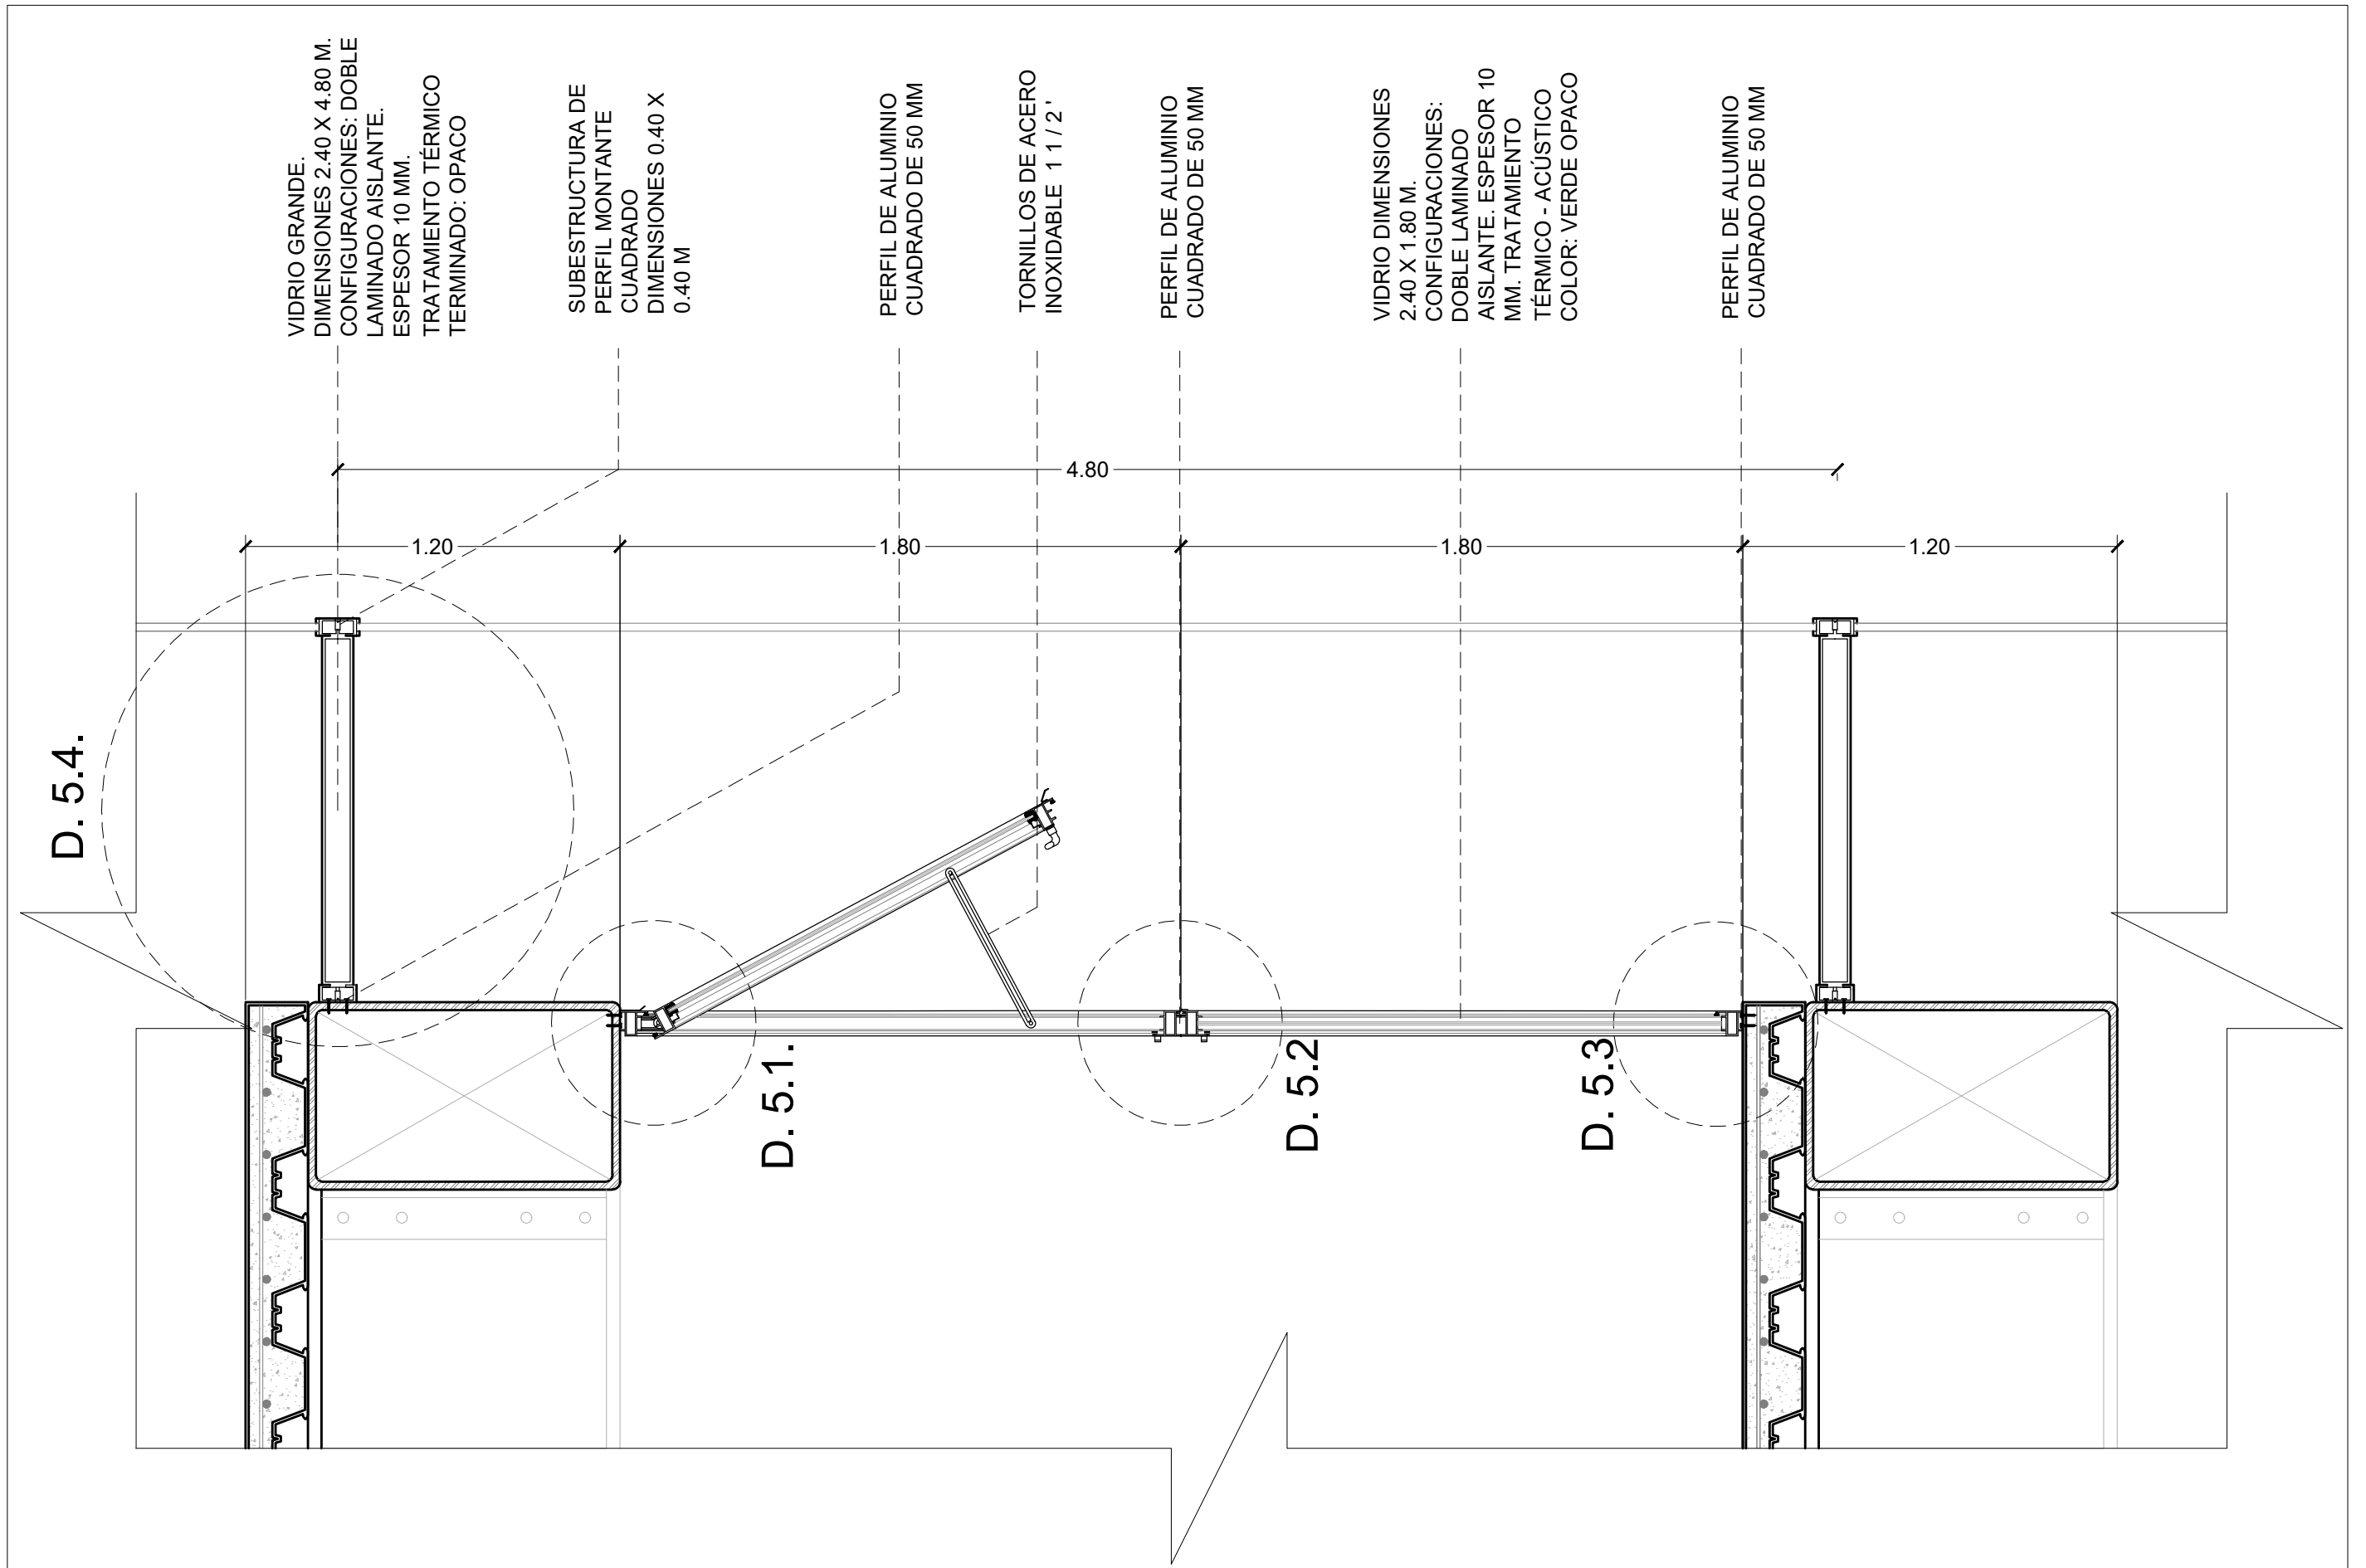 VIDRIO GRANDE.
DIMENSIONES 2.40 X 4.80 M.
CONFIGURACIONES: DOBLE
LAMINADO AISLANTE.
ESPESOR 10 MM.
TRATAMIENTO TÉRMICO
TERMINADO: OPACO
SUBESTRUCTURA DE
PERFIL MONTANTE
CUADRADO
DIMENSIONES 0.40 X
0.40 M
PERFIL DE ALUMINIO
CUADRADO DE 50 MM
TORNILLOS DE ACERO
INOXIDABLE 1 1 / 2 '
PERFIL DE ALUMINIO
CUADRADO DE 50 MM
VIDRIO DIMENSIONES
2.40 X 1.80 M.
CONFIGURACIONES:
DOBLE LAMINADO
AISLANTE. ESPESOR 10
MM. TRATAMIENTO
TÉRMICO - ACÚSTICO
COLOR: VERDE OPACO
PERFIL DE ALUMINIO
CUADRADO DE 50 MM
4.80
1.20
1.80
1.80
1.20
D. 5.4.
D. 5.1.
D. 5.2
D. 5.3